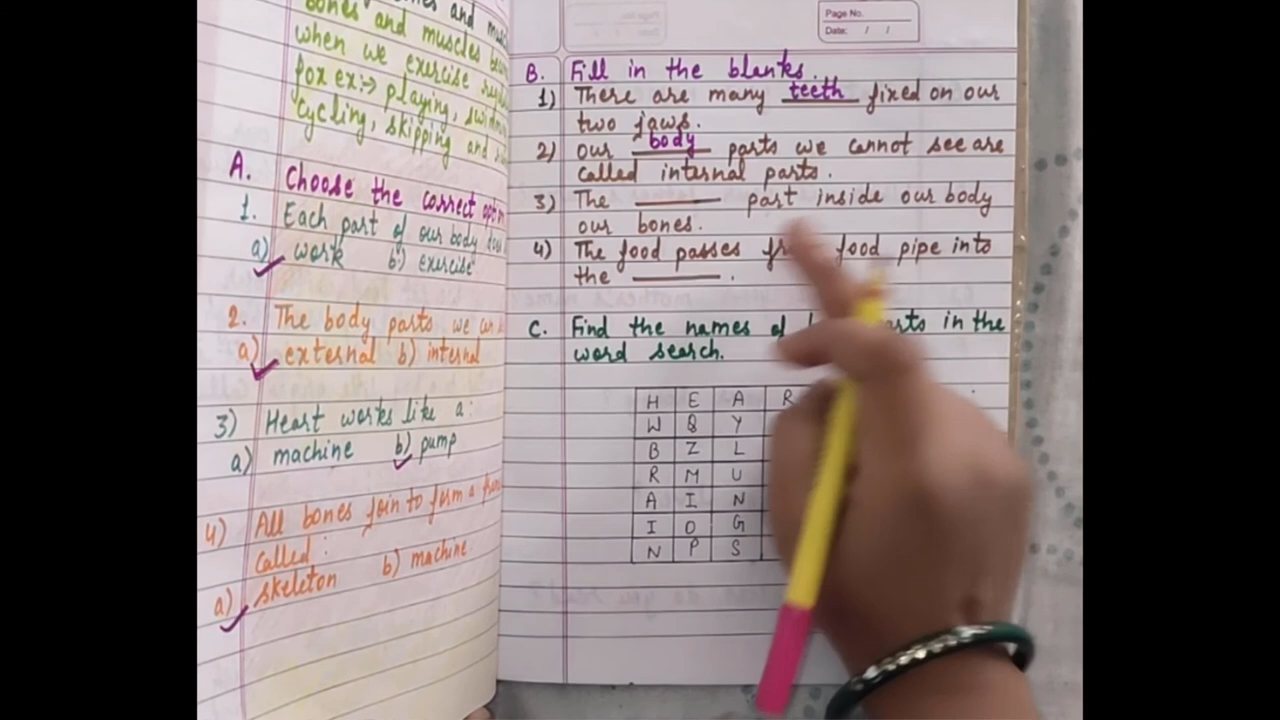 bones and muscles
when we exercise
for ex:→ playing,
cycling, skipping and
A. Choose the correct
1. Each part of our body does
a) work b) exercise
2. The body parts we can
a) external b) internal
3) Heart works like a:
a) machine b) pump
4) All bones join to form a
called:
a) skeleton b) machine
Page No.
Date: / /
B. Fill in the blanks.
1) There are many teeth fixed on our
two jaws.
2) Our body parts we cannot see are
called internal parts.
3) The ______ part inside our body
our bones.
4) The food passes food pipe into
the ______.
C. Find the names of in the
word search.
H E A R
W Q Y
B Z L
R M U
A I N
I O G
N P S